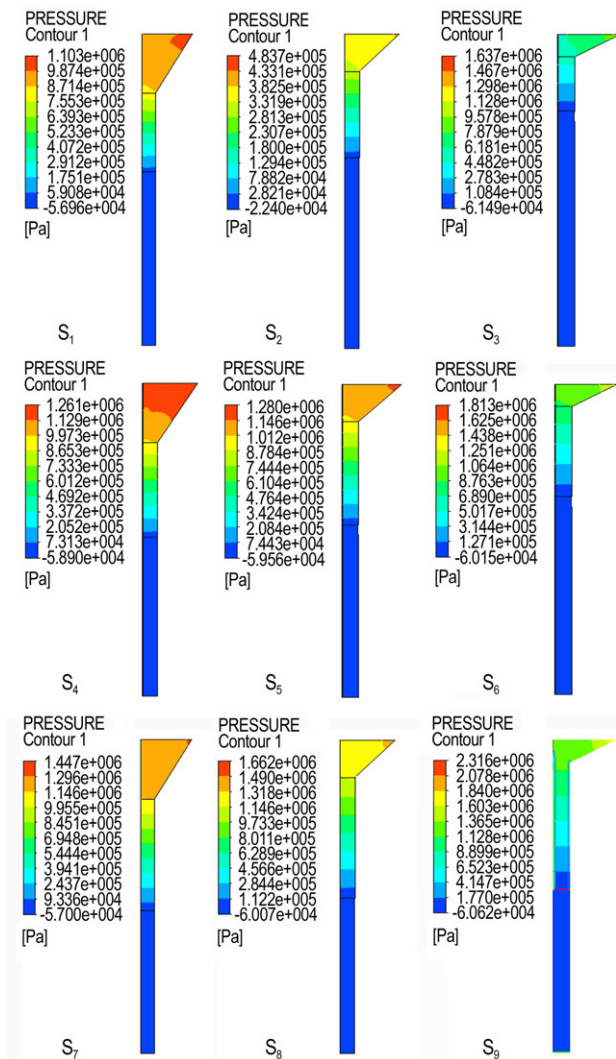 PRESSURE
Contour 1
1.103e+006
9.874e+005
8.714e+005
7.553e+005
6.393e+005
5.233e+005
4.072e+005
2.912e+005
1.751e+005
5.908e+004
-5.696e+004
[Pa]
S1
PRESSURE
Contour 1
4.837e+005
4.331e+005
3.825e+005
3.319e+005
2.813e+005
2.307e+005
1.800e+005
1.294e+005
7.882e+004
2.821e+004
-2.240e+004
[Pa]
S2
PRESSURE
Contour 1
1.637e+006
1.467e+006
1.298e+006
1.128e+006
9.578e+005
7.879e+005
6.181e+005
4.482e+005
2.783e+005
1.084e+005
-6.149e+004
[Pa]
S3
PRESSURE
Contour 1
1.261e+006
1.129e+006
9.973e+005
8.653e+005
7.333e+005
6.012e+005
4.692e+005
3.372e+005
2.052e+005
7.313e+004
-5.890e+004
[Pa]
S4
PRESSURE
Contour 1
1.280e+006
1.146e+006
1.012e+006
8.784e+005
7.444e+005
6.104e+005
4.764e+005
3.424e+005
2.084e+005
7.443e+004
-5.956e+004
[Pa]
S5
PRESSURE
Contour 1
1.813e+006
1.625e+006
1.438e+006
1.251e+006
1.064e+006
8.763e+005
6.890e+005
5.017e+005
3.144e+005
1.271e+005
-6.015e+004
[Pa]
S6
PRESSURE
Contour 1
1.447e+006
1.296e+006
1.146e+006
9.955e+005
8.451e+005
6.948e+005
5.444e+005
3.941e+005
2.437e+005
9.336e+004
-5.700e+004
[Pa]
S7
PRESSURE
Contour 1
1.662e+006
1.490e+006
1.318e+006
1.146e+006
9.733e+005
8.011e+005
6.289e+005
4.566e+005
2.844e+005
1.122e+005
-6.007e+004
[Pa]
S8
PRESSURE
Contour 1
2.316e+006
2.078e+006
1.840e+006
1.603e+006
1.365e+006
1.128e+006
8.899e+005
6.523e+005
4.147e+005
1.770e+005
-6.062e+004
[Pa]
S9